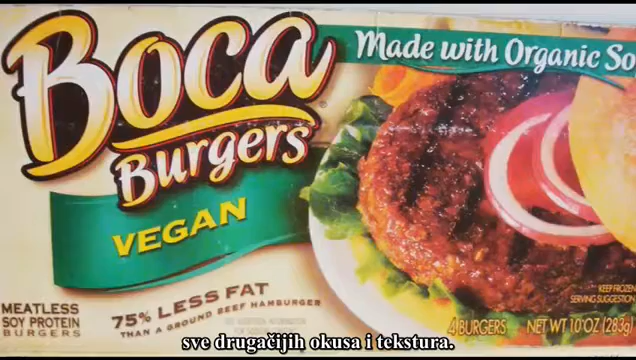 Boca
Burgers
®
Made with Organic So
VEGAN
75% LESS FAT
THAN A GROUND BEEF HAMBURGER
MEATLESS
SOY PROTEIN
BURGERS
KEEP FROZEN
SERVING SUGGESTION
4 BURGERS NET WT 10 OZ (283g)
sve drugačijih okusa i tekstura.